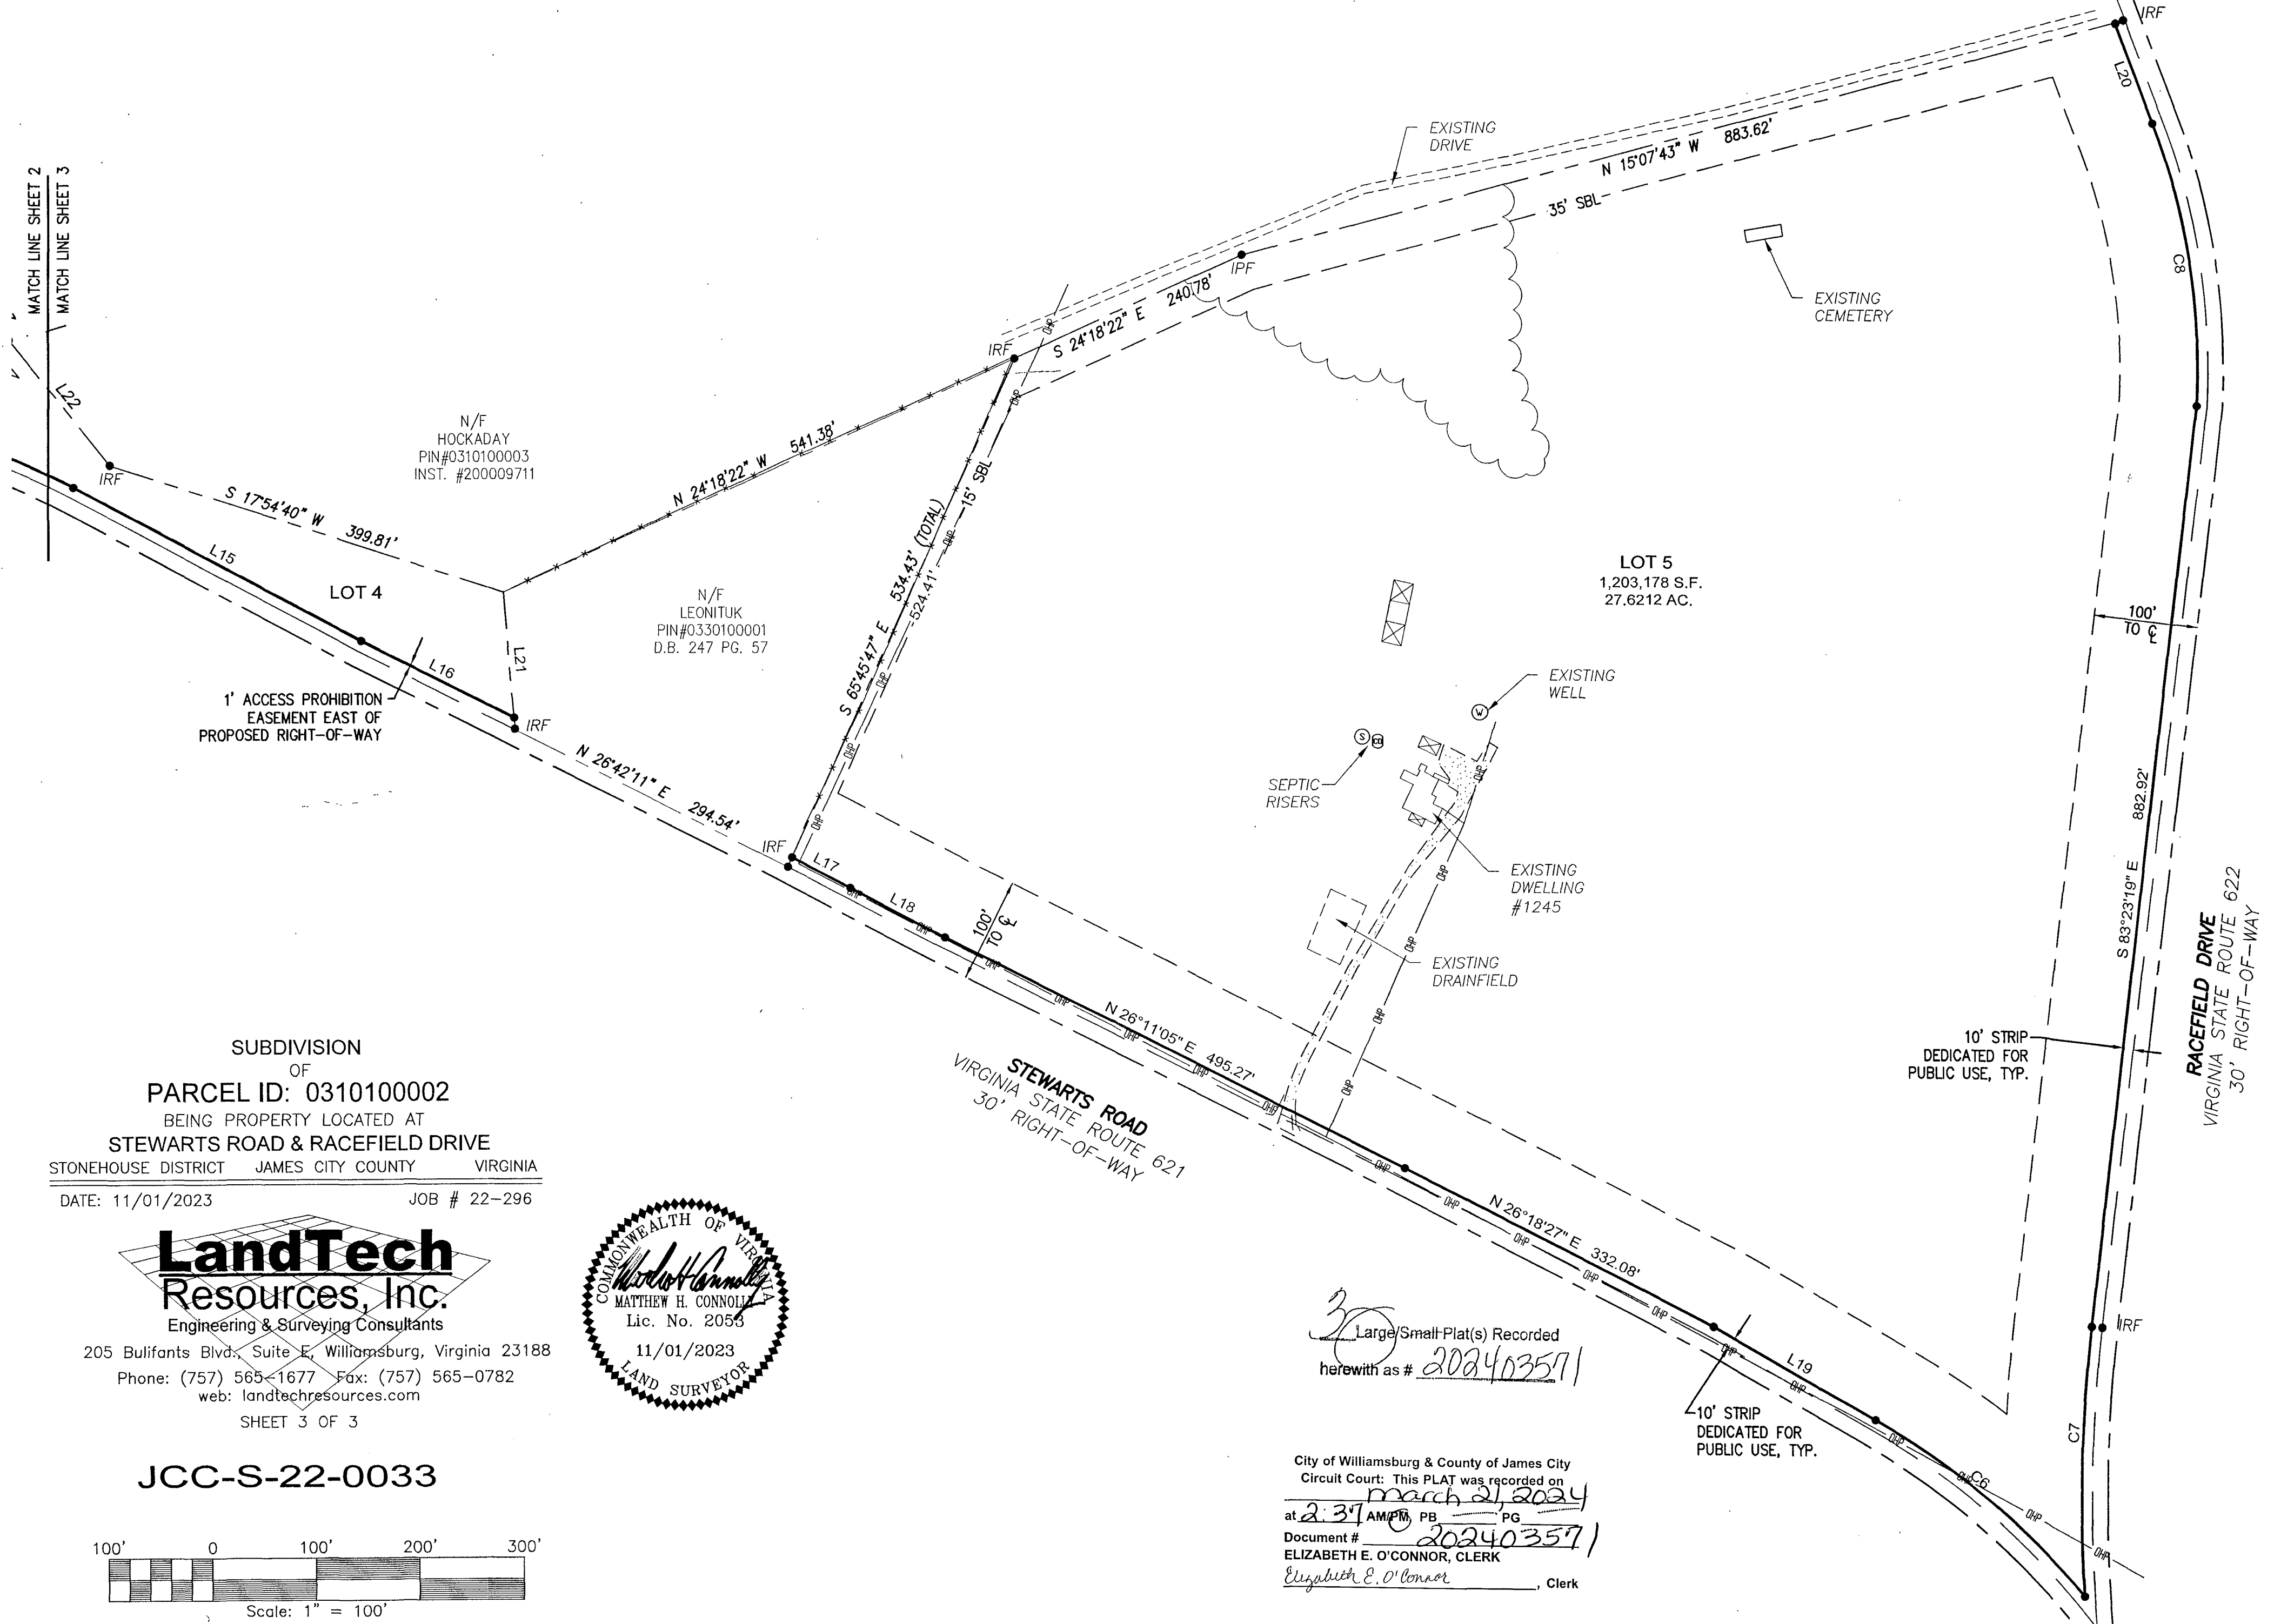 MATCH LINE SHEET 2
MATCH LINE SHEET 3
L22
IRF
S 17°54'40" W 399.81'
L15
LOT 4
L16
L21
1' ACCESS PROHIBITION
EASEMENT EAST OF
PROPOSED RIGHT-OF-WAY
IRF
N/F
HOCKADAY
PIN#0310100003
INST. #200009711
N 24°18'22" W 541.38'
N/F
LEONITUK
PIN#0330100001
D.B. 247 PG. 57
N 26°42'11" E 294.54'
IRF
S 65°45'47" E 534.43' (TOTAL)
524.41'
15' SBL
OHP
IRF
S 24°18'22" E 240.78'
IPF
EXISTING
DRIVE
N 15°07'43" W 883.62'
35' SBL
IRF
L20
C8
EXISTING
CEMETERY
LOT 5
1,203,178 S.F.
27.6212 AC.
100'
TO ℄
EXISTING
WELL
W
S
CO
SEPTIC
RISERS
EXISTING
DWELLING
#1245
EXISTING
DRAINFIELD
L17
L18
100'
TO ℄
N 26°11'05" E 495.27'
STEWARTS ROAD
VIRGINIA STATE ROUTE 621
30' RIGHT-OF-WAY
N 26°18'27" E 332.08'
L19
10' STRIP
DEDICATED FOR
PUBLIC USE, TYP.
C6
C7
IRF
10' STRIP
DEDICATED FOR
PUBLIC USE, TYP.
S 83°23'19" E 882.92'
RACEFIELD DRIVE
VIRGINIA STATE ROUTE 622
30' RIGHT-OF-WAY
SUBDIVISION
OF
PARCEL ID: 0310100002
BEING PROPERTY LOCATED AT
STEWARTS ROAD & RACEFIELD DRIVE
STONEHOUSE DISTRICT JAMES CITY COUNTY VIRGINIA
DATE: 11/01/2023 JOB # 22-296
LandTech
Resources, Inc.
Engineering & Surveying Consultants
205 Bulifants Blvd., Suite E, Williamsburg, Virginia 23188
Phone: (757) 565-1677 Fax: (757) 565-0782
web: landtechresources.com
SHEET 3 OF 3
JCC-S-22-0033
100' 0 100' 200' 300'
Scale: 1" = 100'
COMMONWEALTH OF VIRGINIA
MATTHEW H. CONNOLLY
Lic. No. 2053
11/01/2023
LAND SURVEYOR
3 Large/Small Plat(s) Recorded
herewith as # 202403571
City of Williamsburg & County of James City
Circuit Court: This PLAT was recorded on
March 21, 2024
at 2:37 AM/PM, PB PG
Document # 202403571
ELIZABETH E. O'CONNOR, CLERK
Elizabeth E. O'Connor, Clerk